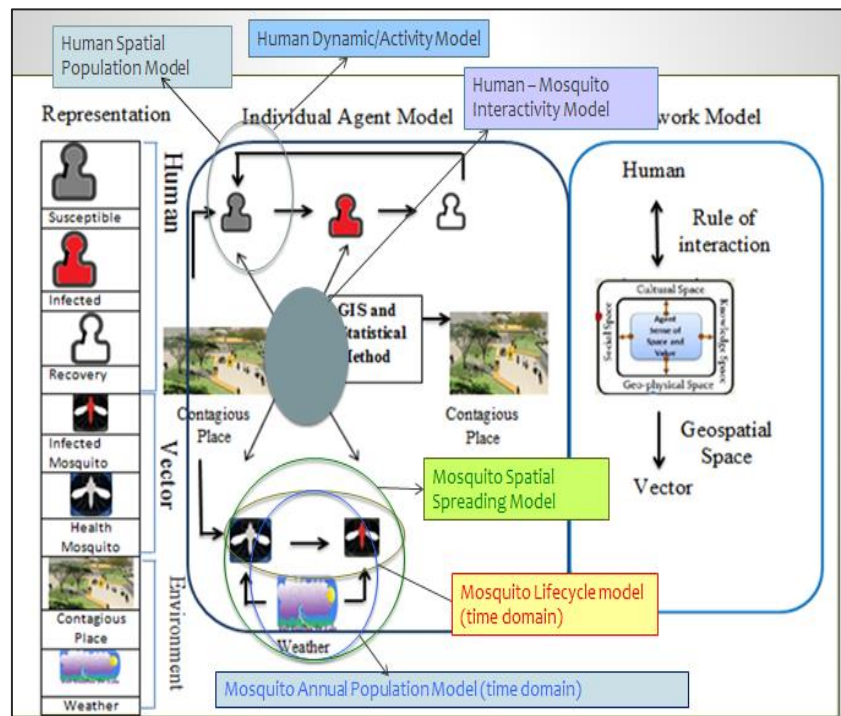 Human Spatial
Population Model
Human Dynamic/Activity Model
Human – Mosquito
Interactivity Model
Representation
Individual Agent Model
work Model
Human
Susceptible
Infected
Recovery
Vector
Infected
Mosquito
Health
Mosquito
Environment
Contagious
Place
Weather
GIS and
tatistical
Method
Contagious
Place
Contagious
Place
Weather
Mosquito Spatial
Spreading Model
Mosquito Lifecycle model
(time domain)
Mosquito Annual Population Model (time domain)
Human
Rule of
interaction
Cultural Space
Social Space
Agent
Sense of
Space and
Value
Knowledge Space
Geo-physical Space
Geospatial
Space
Vector